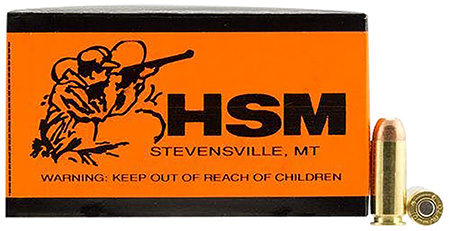 HSM
STEVENSVILLE, MT
WARNING: KEEP OUT OF REACH OF CHILDREN